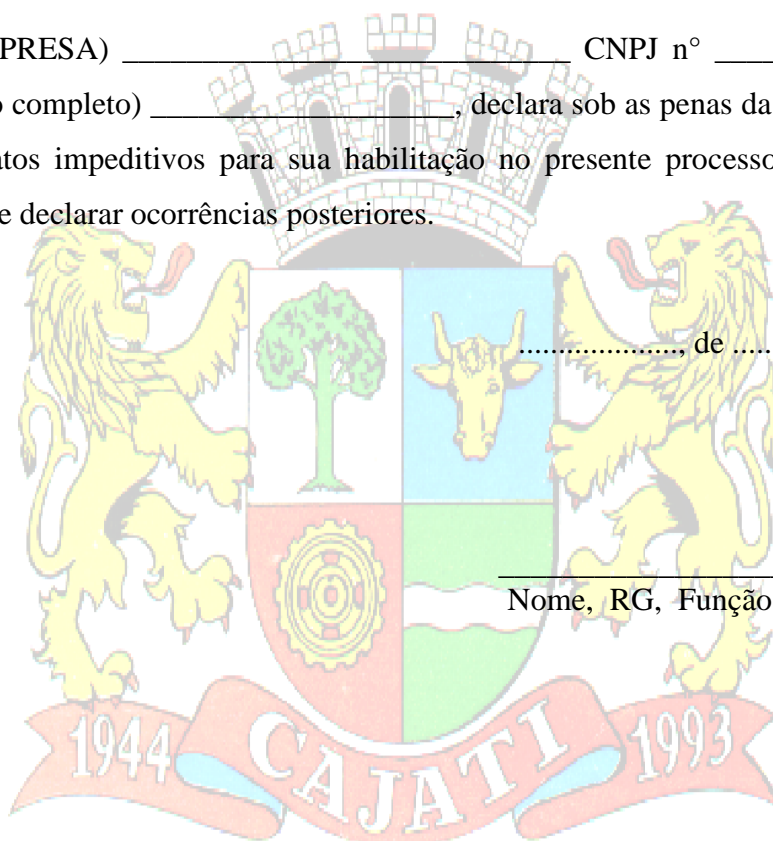 PRESA) ____________________________ CNPJ n° ____
o completo) ___________________, declara sob as penas da
atos impeditivos para sua habilitação no presente processo
e declarar ocorrências posteriores.
...................., de .....
_________________
Nome, RG, Função
1944 CAJATI 1993